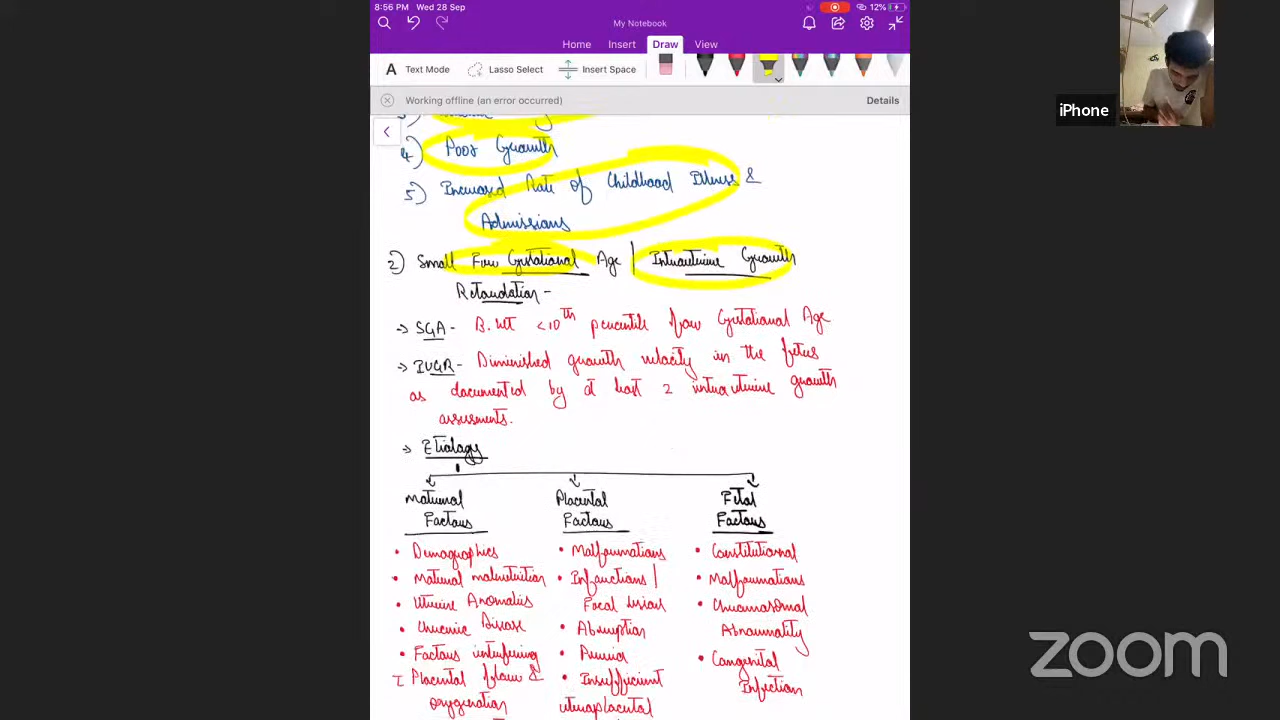 8:56 PM Wed 28 Sep
12%
My Notebook
Home Insert Draw View
A Text Mode Lasso Select Insert Space
Working offline (an error occurred) Details
iPhone
4) Poor Growth
5) Increased Rate of Childhood Illness &
Admissions
2) Small For Gestational Age | Intrauterine Growth
Retardation -
→ SGA - B. Wt <10th percentile for Gestational Age
→ IUGR - Diminished growth velocity in the fetus
as documented by at least 2 intrauterine growth
assessments.
→ Etiology
Maternal Factors
Placental Factors
Fetal Factors
• Demographics
• Maternal malnutrition
• Uterine Anomalies
• Chronic Disease
• Factors interfering
Placental flow &
oxygenation
• Malformations
• Infarctions |
Focal lesions
• Abruption
• Previa
• Insufficient
uteroplacental
• Constitutional
• Malformations
• Chromosomal
Abnormality
• Congenital
Infection
zoom